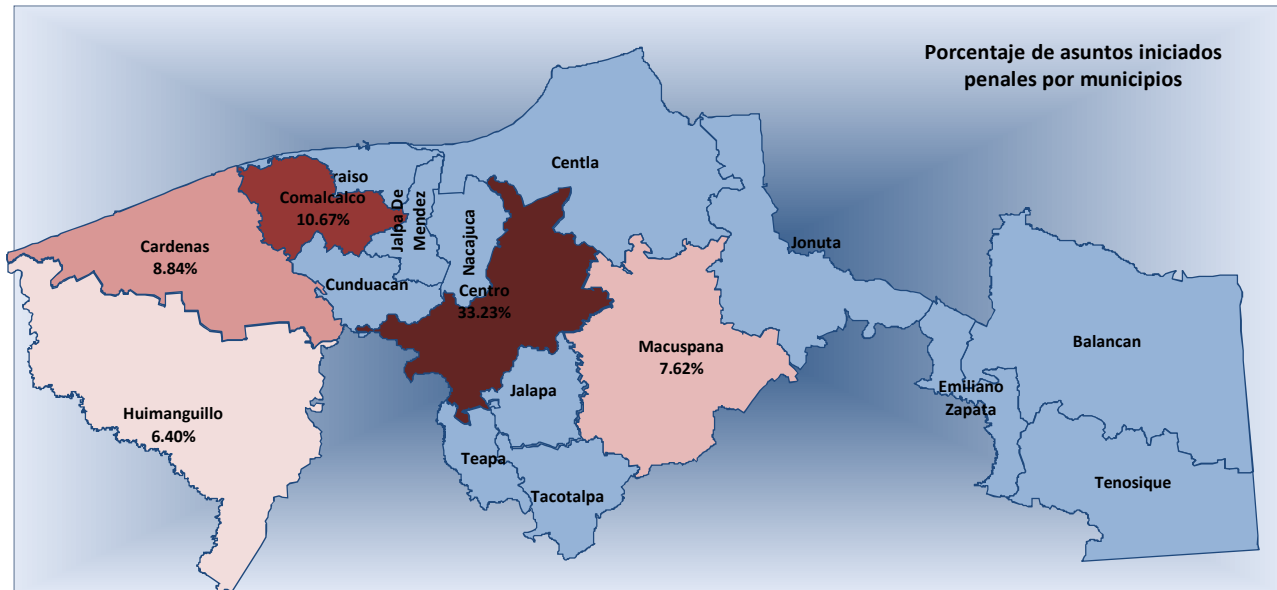 Porcentaje de asuntos iniciados
penales por municipios
Centla
raiso
Comalcalco
10.67%
Jalpa De
Mendez
Nacajuca
Jonuta
Cardenas
8.84%
Cunduacan
Centro
33.23%
Macuspana
7.62%
Balancan
Emiliano
Zapata
Jalapa
Huimanguillo
6.40%
Teapa
Tacotalpa
Tenosique